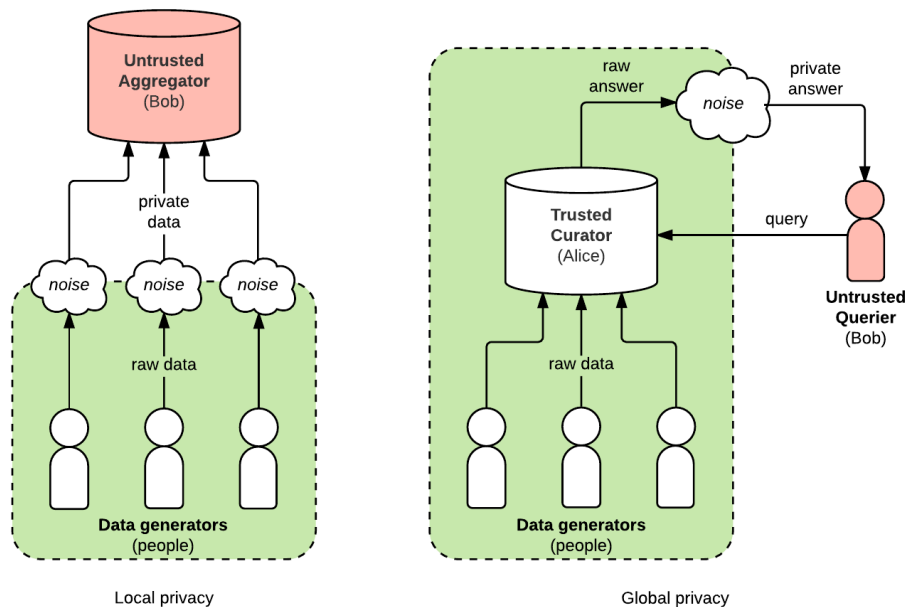 Untrusted
Aggregator
(Bob)
private
data
noise
noise
noise
raw data
Data generators
(people)
Local privacy
raw
answer
noise
private
answer
Trusted
Curator
(Alice)
query
Untrusted
Querier
(Bob)
raw data
Data generators
(people)
Global privacy